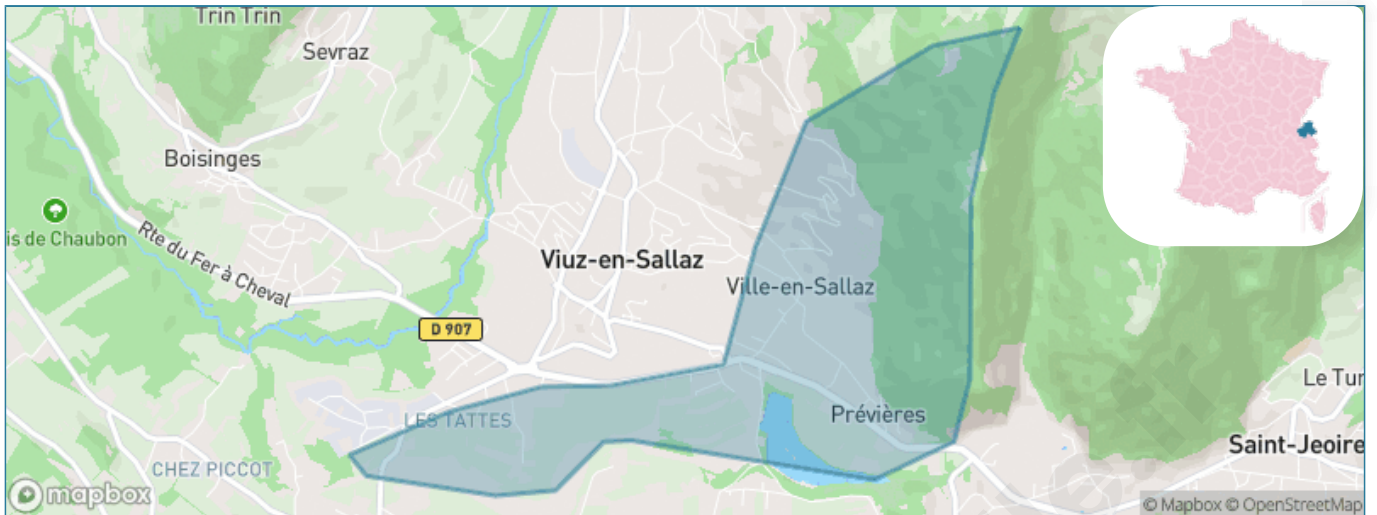 Trin Trin
Sevraz
Boisinges
is de Chaubon
Rte du Fer à Cheval
Viuz-en-Sallaz
Ville-en-Sallaz
D 907
Le Tur
LES TATTES
Prévières
Saint-Jeoire
CHEZ PICCOT
mapbox
© Mapbox © OpenStreetMap